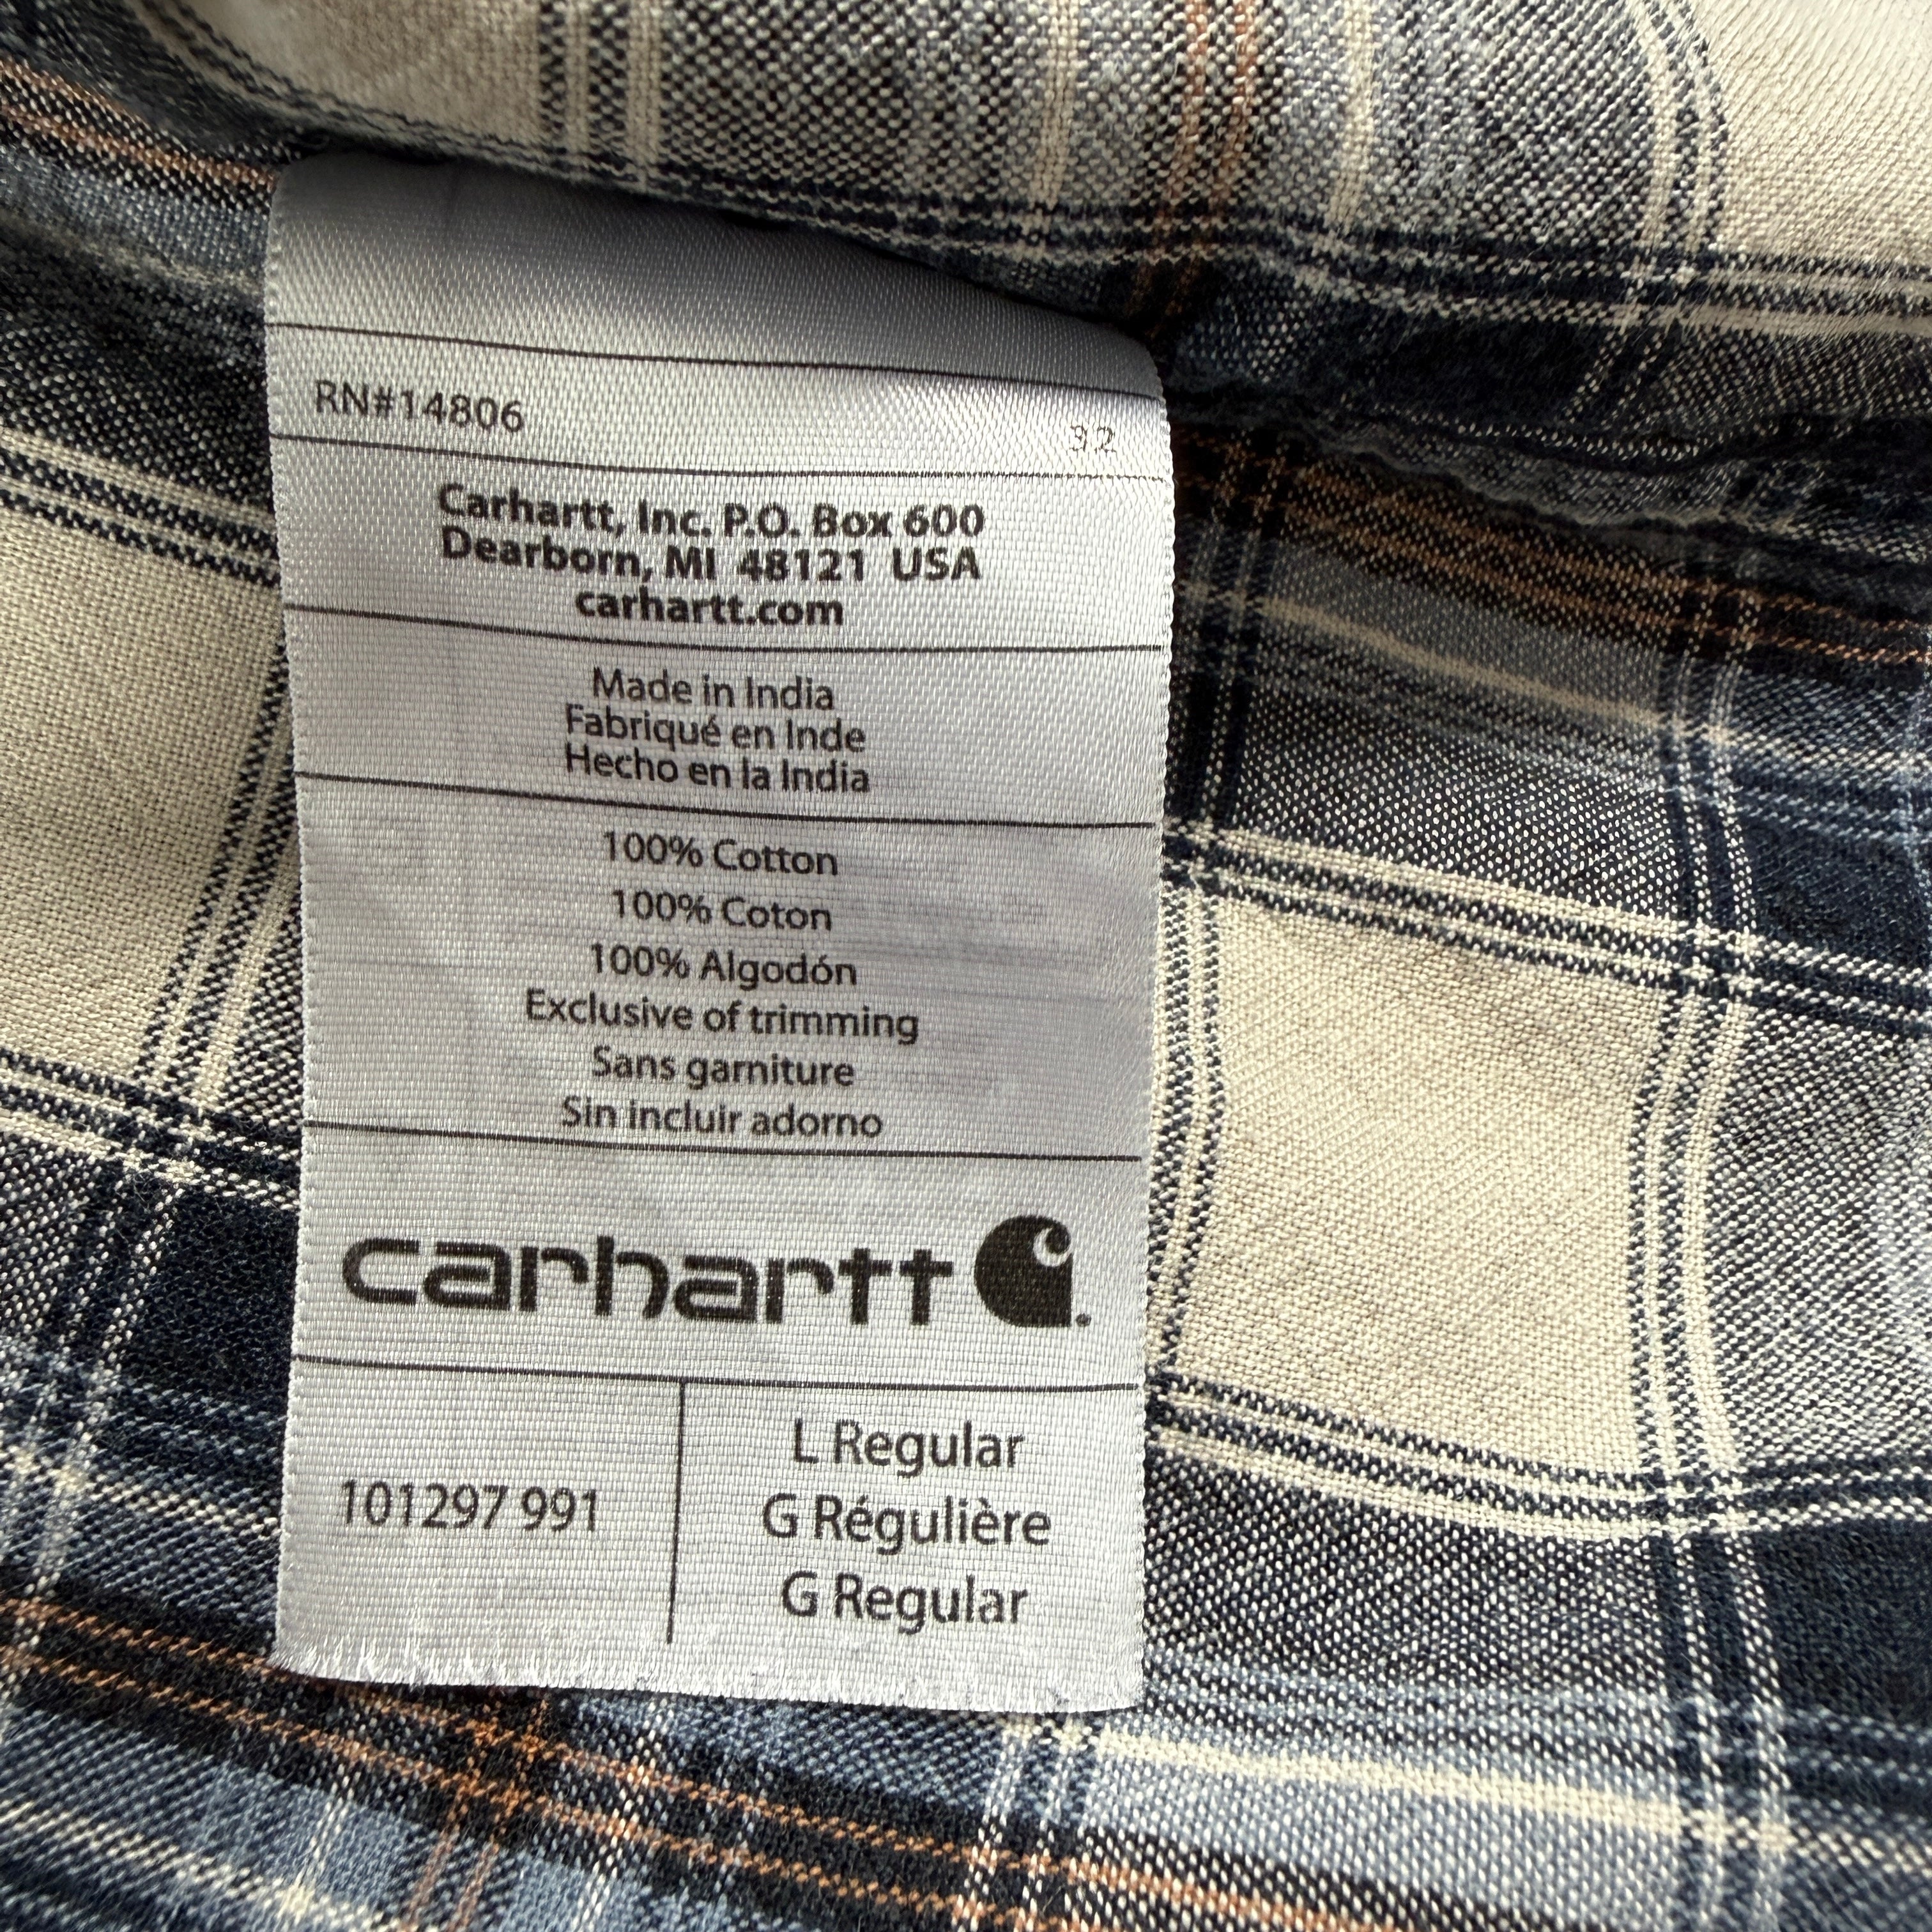 RN#14806 32
Carhartt, Inc. P.O. Box 600
Dearborn, MI 48121 USA
carhartt.com
Made in India
Fabriqué en Inde
Hecho en la India
100% Cotton
100% Coton
100% Algodón
Exclusive of trimming
Sans garniture
Sin incluir adorno
carhartt
101297 991
L Regular
G Régulière
G Regular